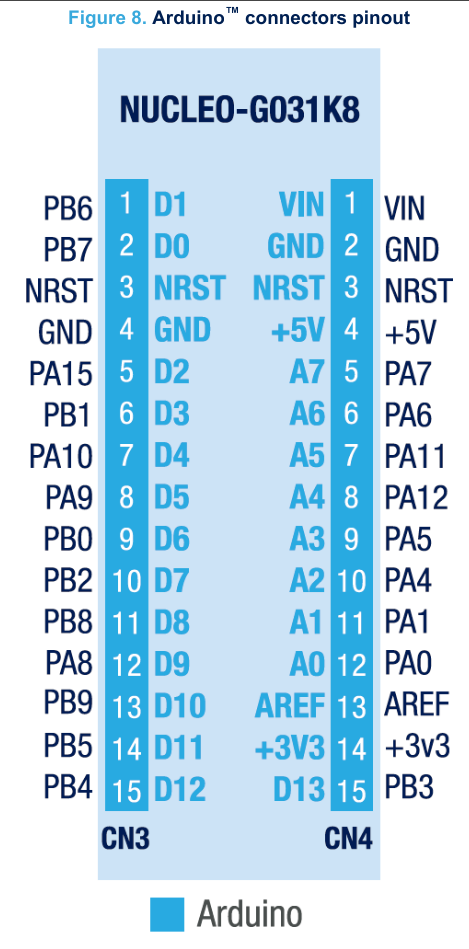 Figure 8. Arduino™ connectors pinout
NUCLEO-G031K8
PB6 1 D1 VIN 1 VIN
PB7 2 D0 GND 2 GND
NRST 3 NRST NRST 3 NRST
GND 4 GND +5V 4 +5V
PA15 5 D2 A7 5 PA7
PB1 6 D3 A6 6 PA6
PA10 7 D4 A5 7 PA11
PA9 8 D5 A4 8 PA12
PB0 9 D6 A3 9 PA5
PB2 10 D7 A2 10 PA4
PB8 11 D8 A1 11 PA1
PA8 12 D9 A0 12 PA0
PB9 13 D10 AREF 13 AREF
PB5 14 D11 +3V3 14 +3v3
PB4 15 D12 D13 15 PB3
CN3 CN4
Arduino